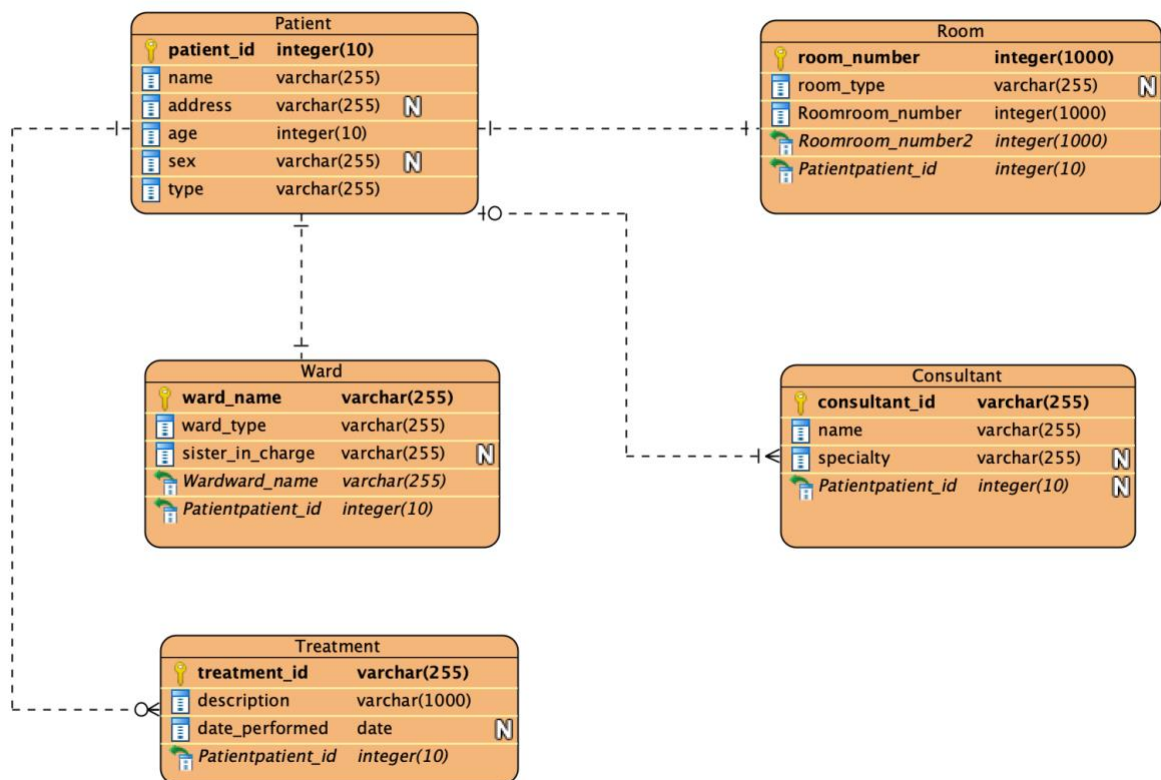 Patient
patient_id integer(10)
name varchar(255)
address varchar(255) N
age integer(10)
sex varchar(255) N
type varchar(255)
Room
room_number integer(1000)
room_type varchar(255) N
Roomroom_number integer(1000)
Roomroom_number2 integer(1000)
Patientpatient_id integer(10)
Ward
ward_name varchar(255)
ward_type varchar(255)
sister_in_charge varchar(255) N
Wardward_name varchar(255)
Patientpatient_id integer(10)
Consultant
consultant_id varchar(255)
name varchar(255)
specialty varchar(255) N
Patientpatient_id integer(10) N
Treatment
treatment_id varchar(255)
description varchar(1000)
date_performed date N
Patientpatient_id integer(10)